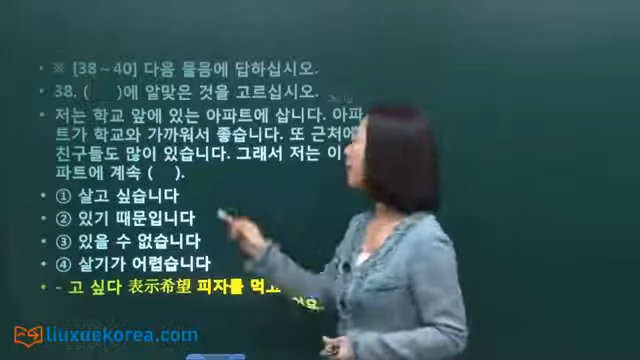 ※ [38～40] 다음 물음에 답하십시오.
38. ( )에 알맞은 것을 고르십시오.
저는 학교 앞에 있는 아파트에 삽니다. 아파
트가 학교와 가까워서 좋습니다. 또 근처에
친구들도 많이 있습니다. 그래서 저는 이
파트에 계속 ( ).
① 살고 싶습니다
② 있기 때문입니다
③ 있을 수 없습니다
④ 살기가 어렵습니다
- 고 싶다 表示希望 피자를 먹고
liuxuekorea.com